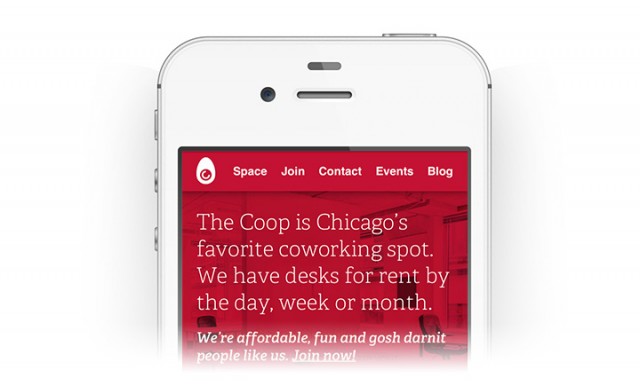 Space Join Contact Events Blog
The Coop is Chicago's
favorite coworking spot.
We have desks for rent by
the day, week or month.
We're affordable, fun and gosh darnit
people like us. Join now!